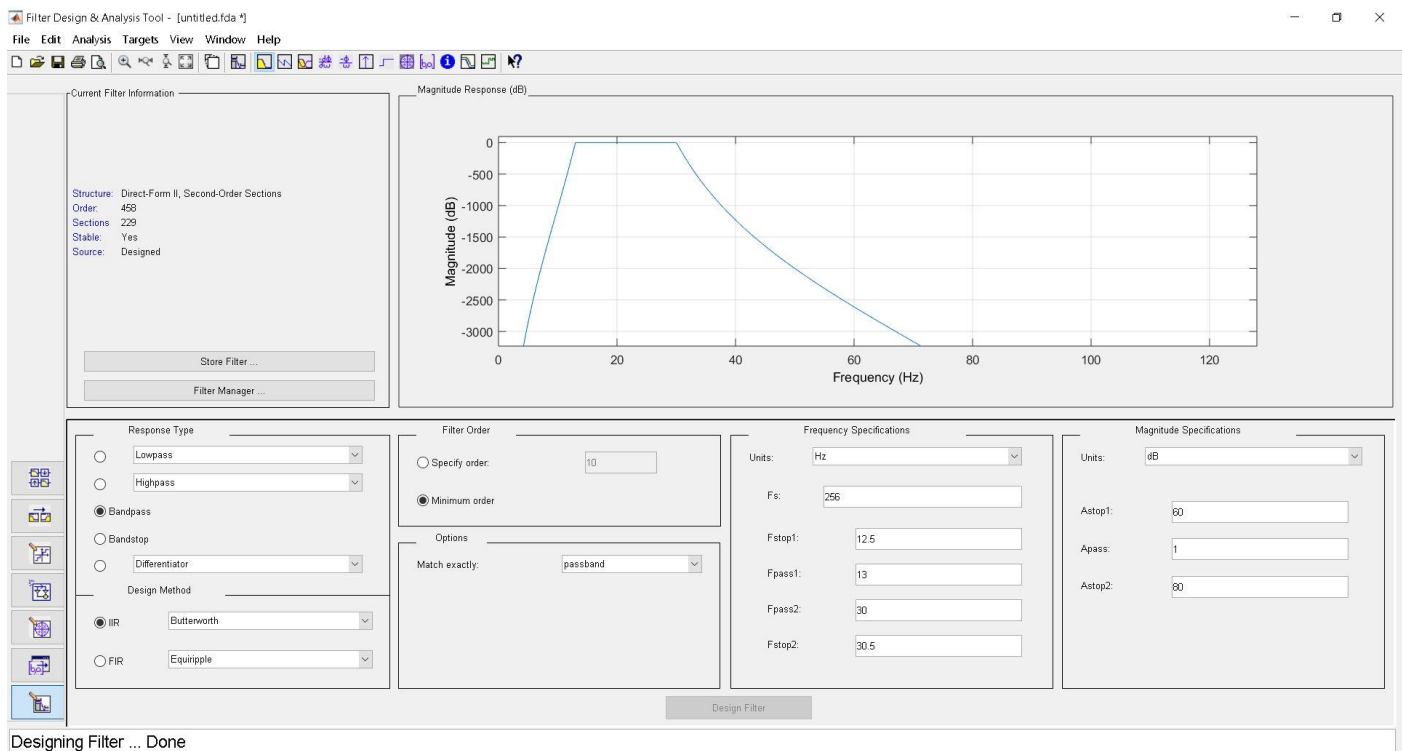 Filter Design & Analysis Tool - [untitled.fda *]
File Edit Analysis Targets View Window Help
Current Filter Information
Structure: Direct-Form II, Second-Order Sections
Order: 458
Sections 229
Stable: Yes
Source: Designed
Store Filter ...
Filter Manager ...
Magnitude Response (dB)
Magnitude (dB)
0
-500
-1000
-1500
-2000
-2500
-3000
0 20 40 60 80 100 120
Frequency (Hz)
Response Type
Lowpass
Highpass
Bandpass
Bandstop
Differentiator
Design Method
IIR Butterworth
FIR Equiripple
Filter Order
Specify order: 10
Minimum order
Options
Match exactly: passband
Frequency Specifications
Units: Hz
Fs: 256
Fstop1: 12.5
Fpass1: 13
Fpass2: 30
Fstop2: 30.5
Magnitude Specifications
Units: dB
Astop1: 60
Apass: 1
Astop2: 80
Design Filter
Designing Filter ... Done